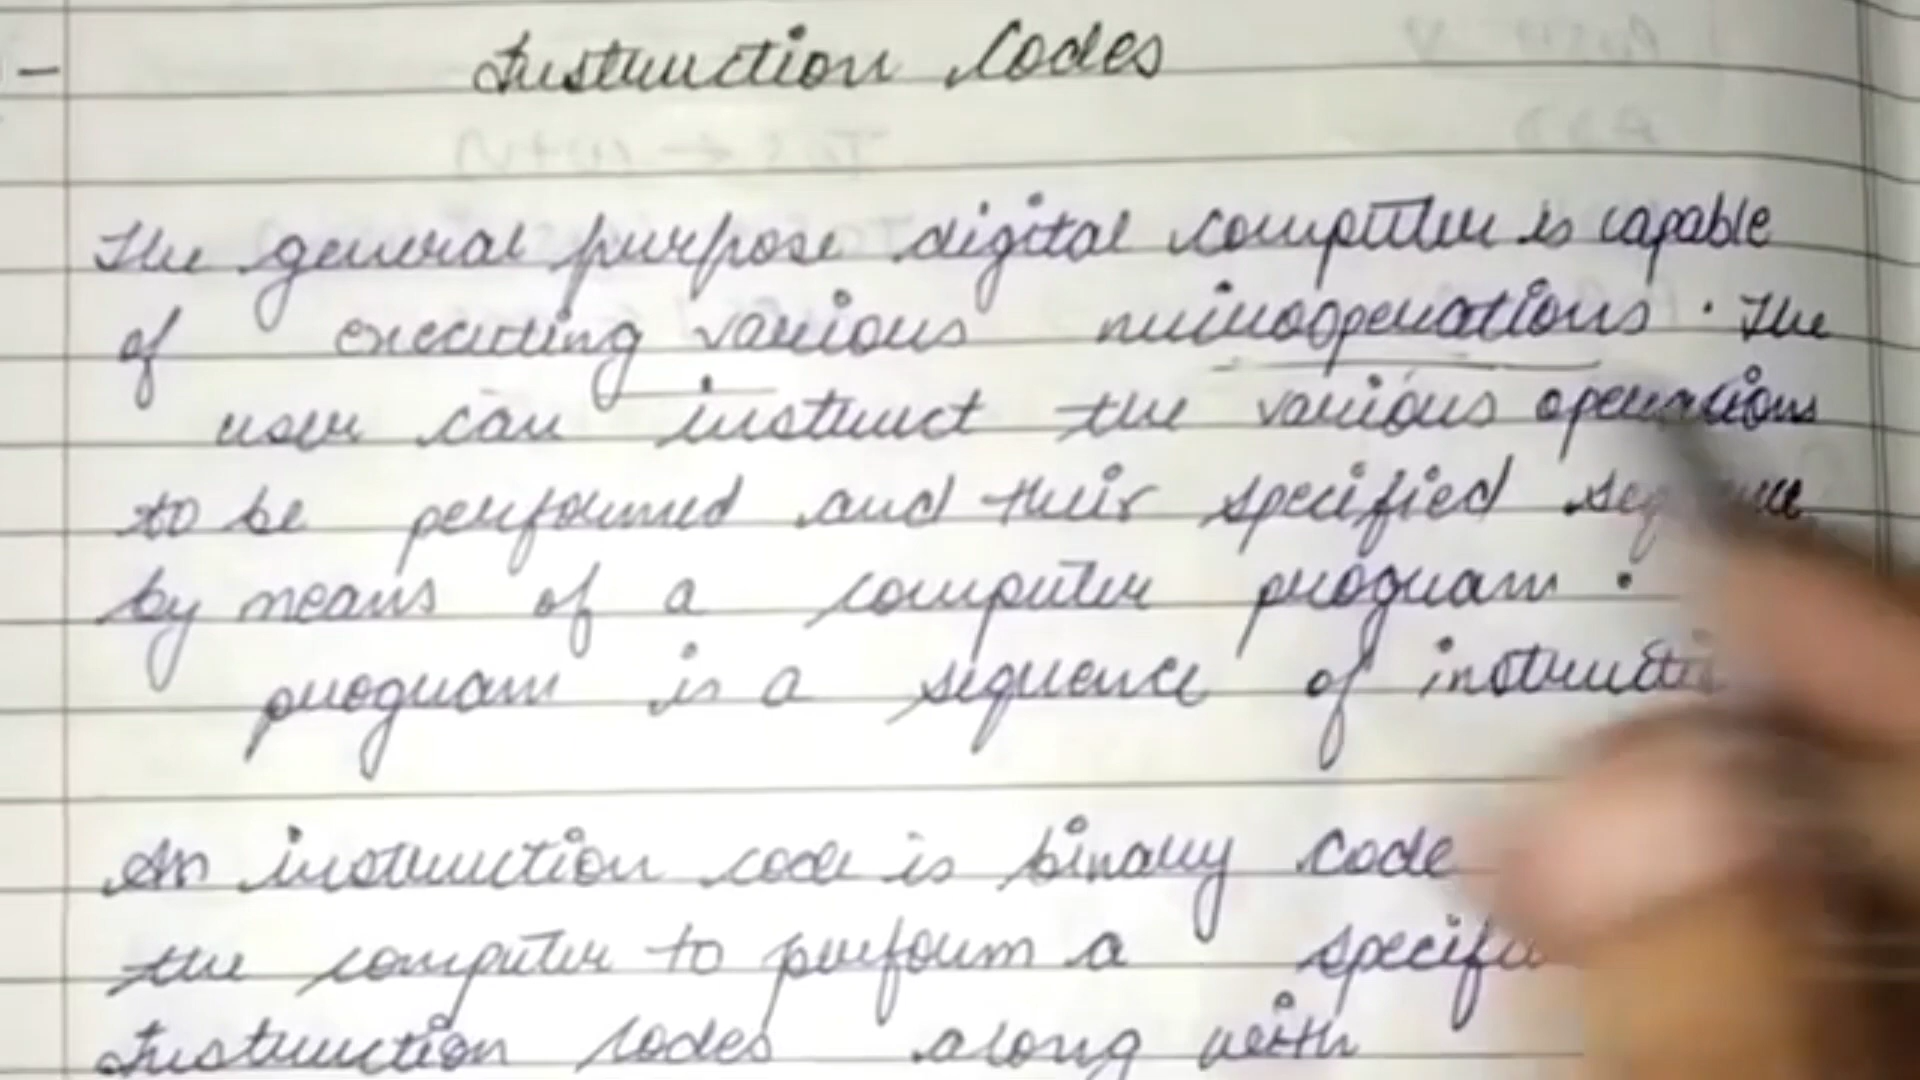 Instruction Codes
The general purpose digital computer is capable
of executing various microoperations. The
user can instruct the various operations
to be performed and their specified sequence
by means of a computer program.
program is a sequence of
An instruction code is binary code
the computer to perform a
Instruction codes along with